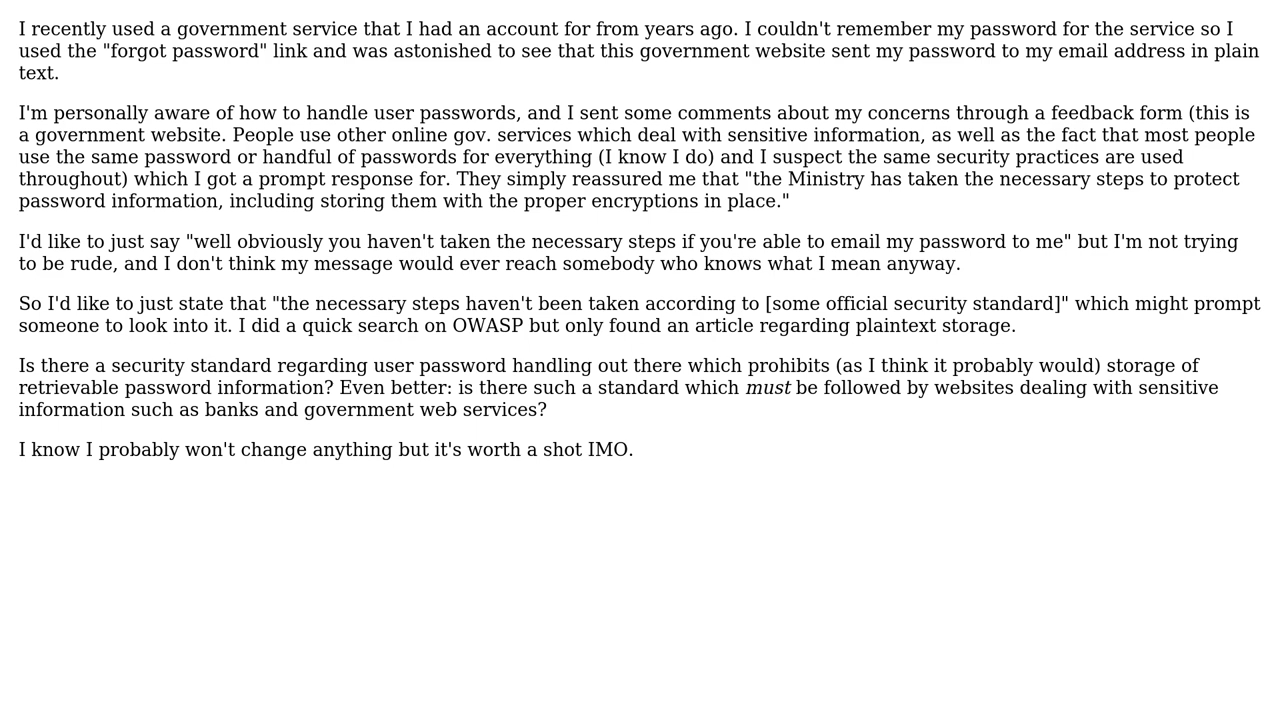 I recently used a government service that I had an account for from years ago. I couldn't remember my password for the service so I
used the "forgot password" link and was astonished to see that this government website sent my password to my email address in plain
text.
I'm personally aware of how to handle user passwords, and I sent some comments about my concerns through a feedback form (this is
a government website. People use other online gov. services which deal with sensitive information, as well as the fact that most people
use the same password or handful of passwords for everything (I know I do) and I suspect the same security practices are used
throughout) which I got a prompt response for. They simply reassured me that "the Ministry has taken the necessary steps to protect
password information, including storing them with the proper encryptions in place."
I'd like to just say "well obviously you haven't taken the necessary steps if you're able to email my password to me" but I'm not trying
to be rude, and I don't think my message would ever reach somebody who knows what I mean anyway.
So I'd like to just state that "the necessary steps haven't been taken according to [some official security standard]" which might prompt
someone to look into it. I did a quick search on OWASP but only found an article regarding plaintext storage.
Is there a security standard regarding user password handling out there which prohibits (as I think it probably would) storage of
retrievable password information? Even better: is there such a standard which must be followed by websites dealing with sensitive
information such as banks and government web services?
I know I probably won't change anything but it's worth a shot IMO.